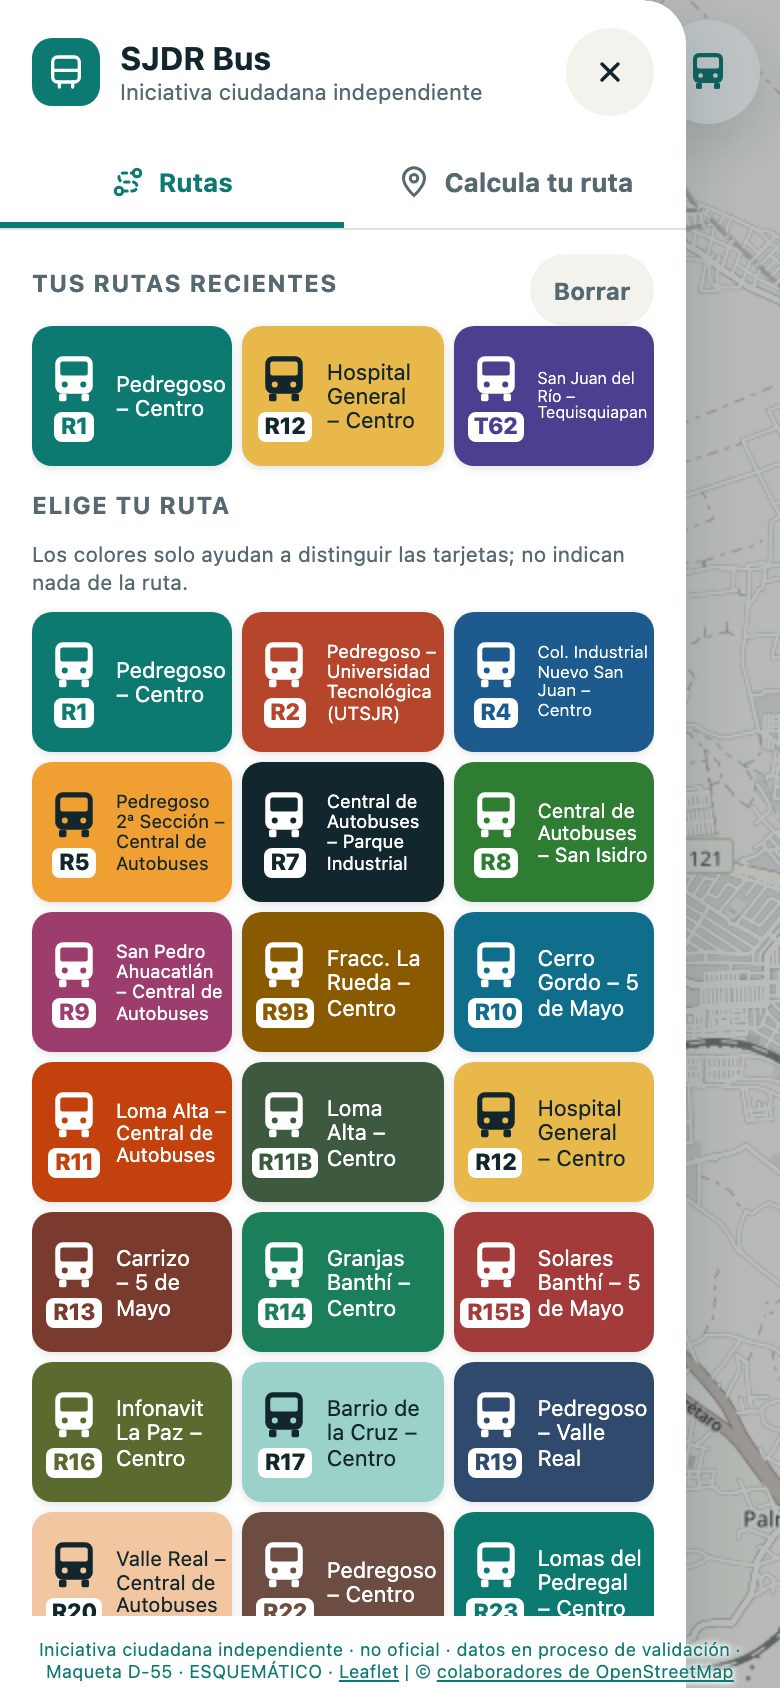 SJDR Bus
Iniciativa ciudadana independiente
Rutas
Calcula tu ruta
TUS RUTAS RECIENTES
Borrar
R1
Pedregoso
– Centro
R12
Hospital
General
– Centro
T62
San Juan del
Río –
Tequisquiapan
ELIGE TU RUTA
Los colores solo ayudan a distinguir las tarjetas; no indican
nada de la ruta.
R1
Pedregoso
– Centro
R2
Pedregoso –
Universidad
Tecnológica
(UTSJR)
R4
Col. Industrial
Nuevo San
Juan –
Centro
R5
Pedregoso
2ª Sección –
Central de
Autobuses
R7
Central de
Autobuses
– Parque
Industrial
R8
Central de
Autobuses
– San Isidro
121
R9
San Pedro
Ahuacatlán
– Central de
Autobuses
R9B
Fracc. La
Rueda –
Centro
R10
Cerro
Gordo – 5
de Mayo
R11
Loma Alta –
Central de
Autobuses
R11B
Loma
Alta –
Centro
R12
Hospital
General
– Centro
R13
Carrizo
– 5 de
Mayo
R14
Granjas
Banthí –
Centro
R15B
Solares
Banthí – 5
de Mayo
R16
Infonavit
La Paz –
Centro
R17
Barrio de
la Cruz –
Centro
R19
Pedregoso
– Valle
Real
R20
Valle Real –
Central de
Autobuses
R22
Pedregoso
– Centro
R23
Lomas del
Pedregal
– Centro
Iniciativa ciudadana independiente · no oficial · datos en proceso de validación ·
Maqueta D-55 · ESQUEMÁTICO · Leaflet | © colaboradores de OpenStreetMap